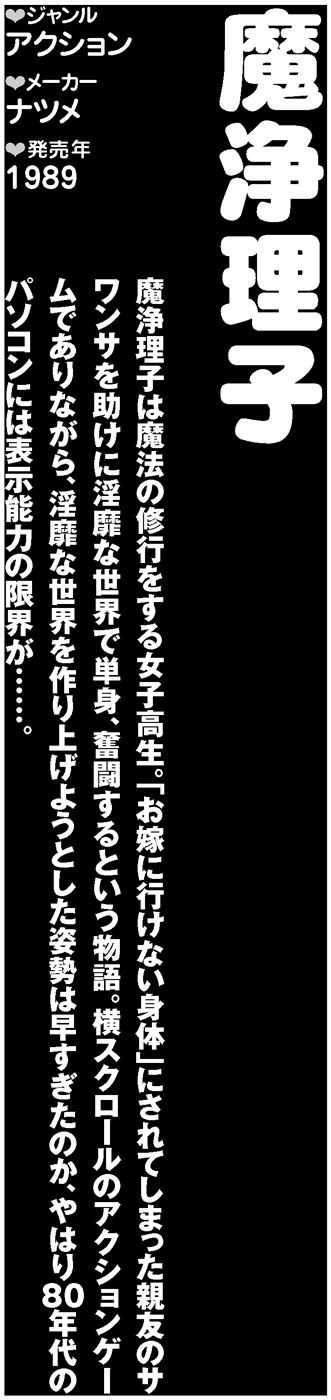 魔浄理子
❤ジャンル
アクション
❤メーカー
ナツメ
❤発売年
1989
魔浄理子は魔法の修行をする女子高生。「お嫁に行けない身体」にされてしまった親友のサ
ワンサを助けに淫靡な世界で単身、奮闘するという物語。横スクロールのアクションゲー
ムでありながら、淫靡な世界を作り上げようとした姿勢は早すぎたのか、やはり80年代の
パソコンには表示能力の限界が……。